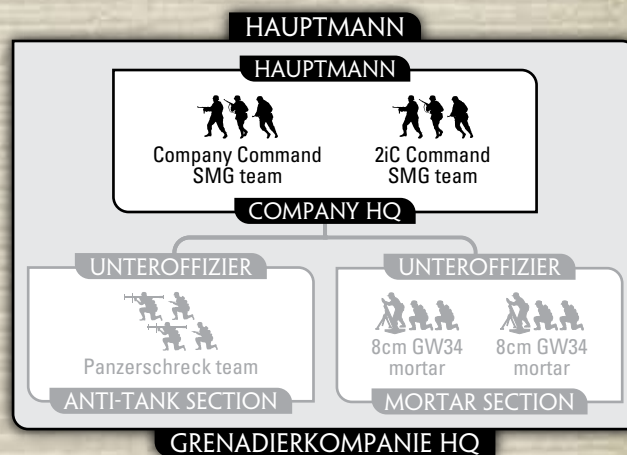 HAUPTMANN
HAUPTMANN
Company Command
SMG team
2iC Command
SMG team
COMPANY HQ
UNTEROFFIZIER
Panzerschreck team
ANTI-TANK SECTION
UNTEROFFIZIER
8cm GW34
mortar
8cm GW34
mortar
MORTAR SECTION
GRENADIERKOMPANIE HQ